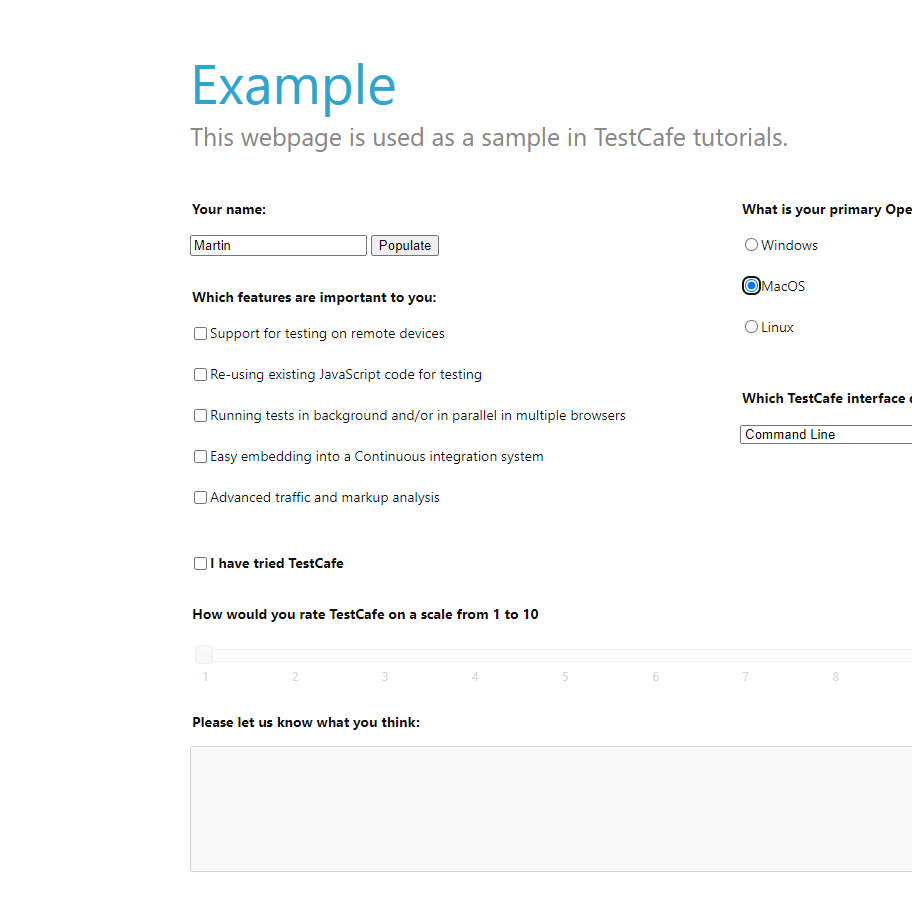 Example
This webpage is used as a sample in TestCafe tutorials.
Your name:
Martin
Populate
Which features are important to you:
Support for testing on remote devices
Re-using existing JavaScript code for testing
Running tests in background and/or in parallel in multiple browsers
Easy embedding into a Continuous integration system
Advanced traffic and markup analysis
I have tried TestCafe
What is your primary Ope
Windows
MacOS
Linux
Which TestCafe interface
Command Line
How would you rate TestCafe on a scale from 1 to 10
1 2 3 4 5 6 7 8
Please let us know what you think: